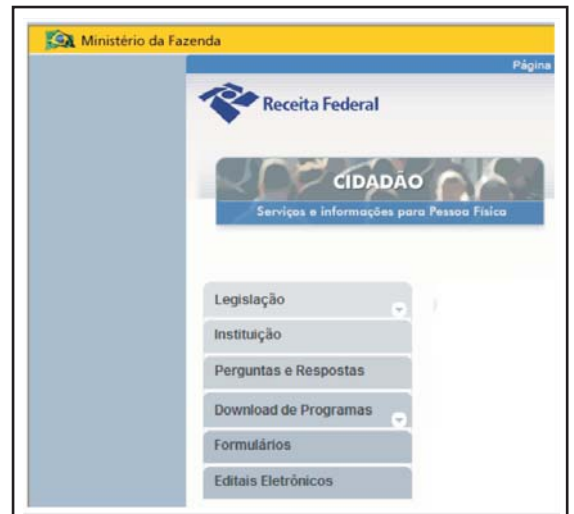 Ministério da Fazenda
Página
Receita Federal
CIDADÃO
Serviços e informações para Pessoa Física
Legislação
Instituição
Perguntas e Respostas
Download de Programas
Formulários
Editais Eletrônicos